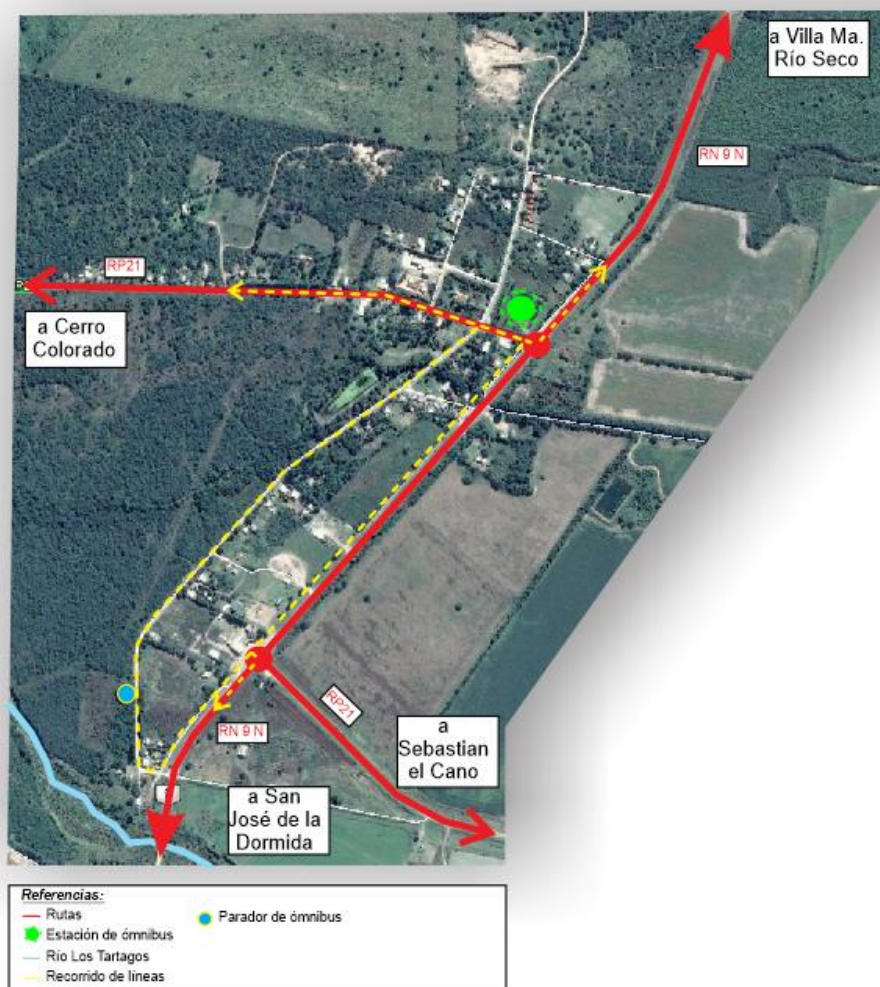 a Villa Ma.
Río Seco
RN 9 N
RP21
a Cerro
Colorado
RP21
RN 9 N
a
Sebastian
el Cano
a San
José de la
Dormida
Referencias:
Rutas
Parador de ómnibus
Estación de ómnibus
Río Los Tartagos
Recorrido de líneas